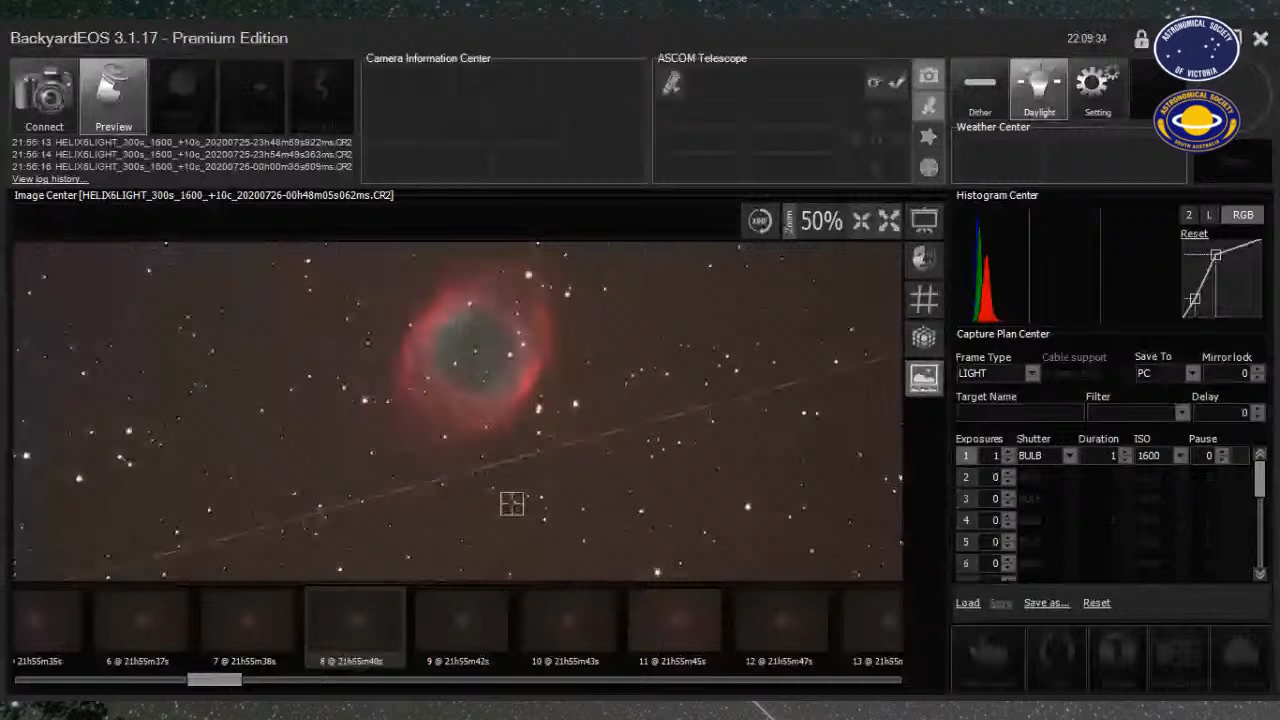 BackyardEOS 3.1.17 - Premium Edition
22:09:34
ASTRONOMICAL SOCIETY
OF VICTORIA
ASTRONOMICAL SOCIETY
SOUTH AUSTRALIA
Camera Information Center
ASCOM Telescope
Connect
Preview
Dither
Daylight
Setting
Weather Center
21:56:13 HELIX6LIGHT_300s_1600_+10c_20200725-23h48m59s822ms.CR2
21:56:14 HELIX6LIGHT_300s_1600_+10c_20200725-23h54m49s363ms.CR2
21:56:16 HELIX6LIGHT_300s_1600_+10c_20200726-00h00m39s609ms.CR2
View log history...
Image Center [HELIX6LIGHT_300s_1600_+10c_20200726-00h48m05s062ms.CR2]
100
Zoom
50%
Histogram Center
2 L RGB
Reset
Capture Plan Center
Frame Type Cable support Save To Mirror lock
LIGHT PC 0
Target Name Filter Delay
0
Exposures Shutter Duration ISO Pause
1 1 BULB 1 1600 0
2 0
3 0 BULB
4 0
5 0
6 0
Load Save Save as... Reset
21h55m35s
6 @ 21h55m37s
7 @ 21h55m38s
8 @ 21h55m40s
9 @ 21h55m42s
10 @ 21h55m43s
11 @ 21h55m45s
12 @ 21h55m47s
13 @ 21h55n